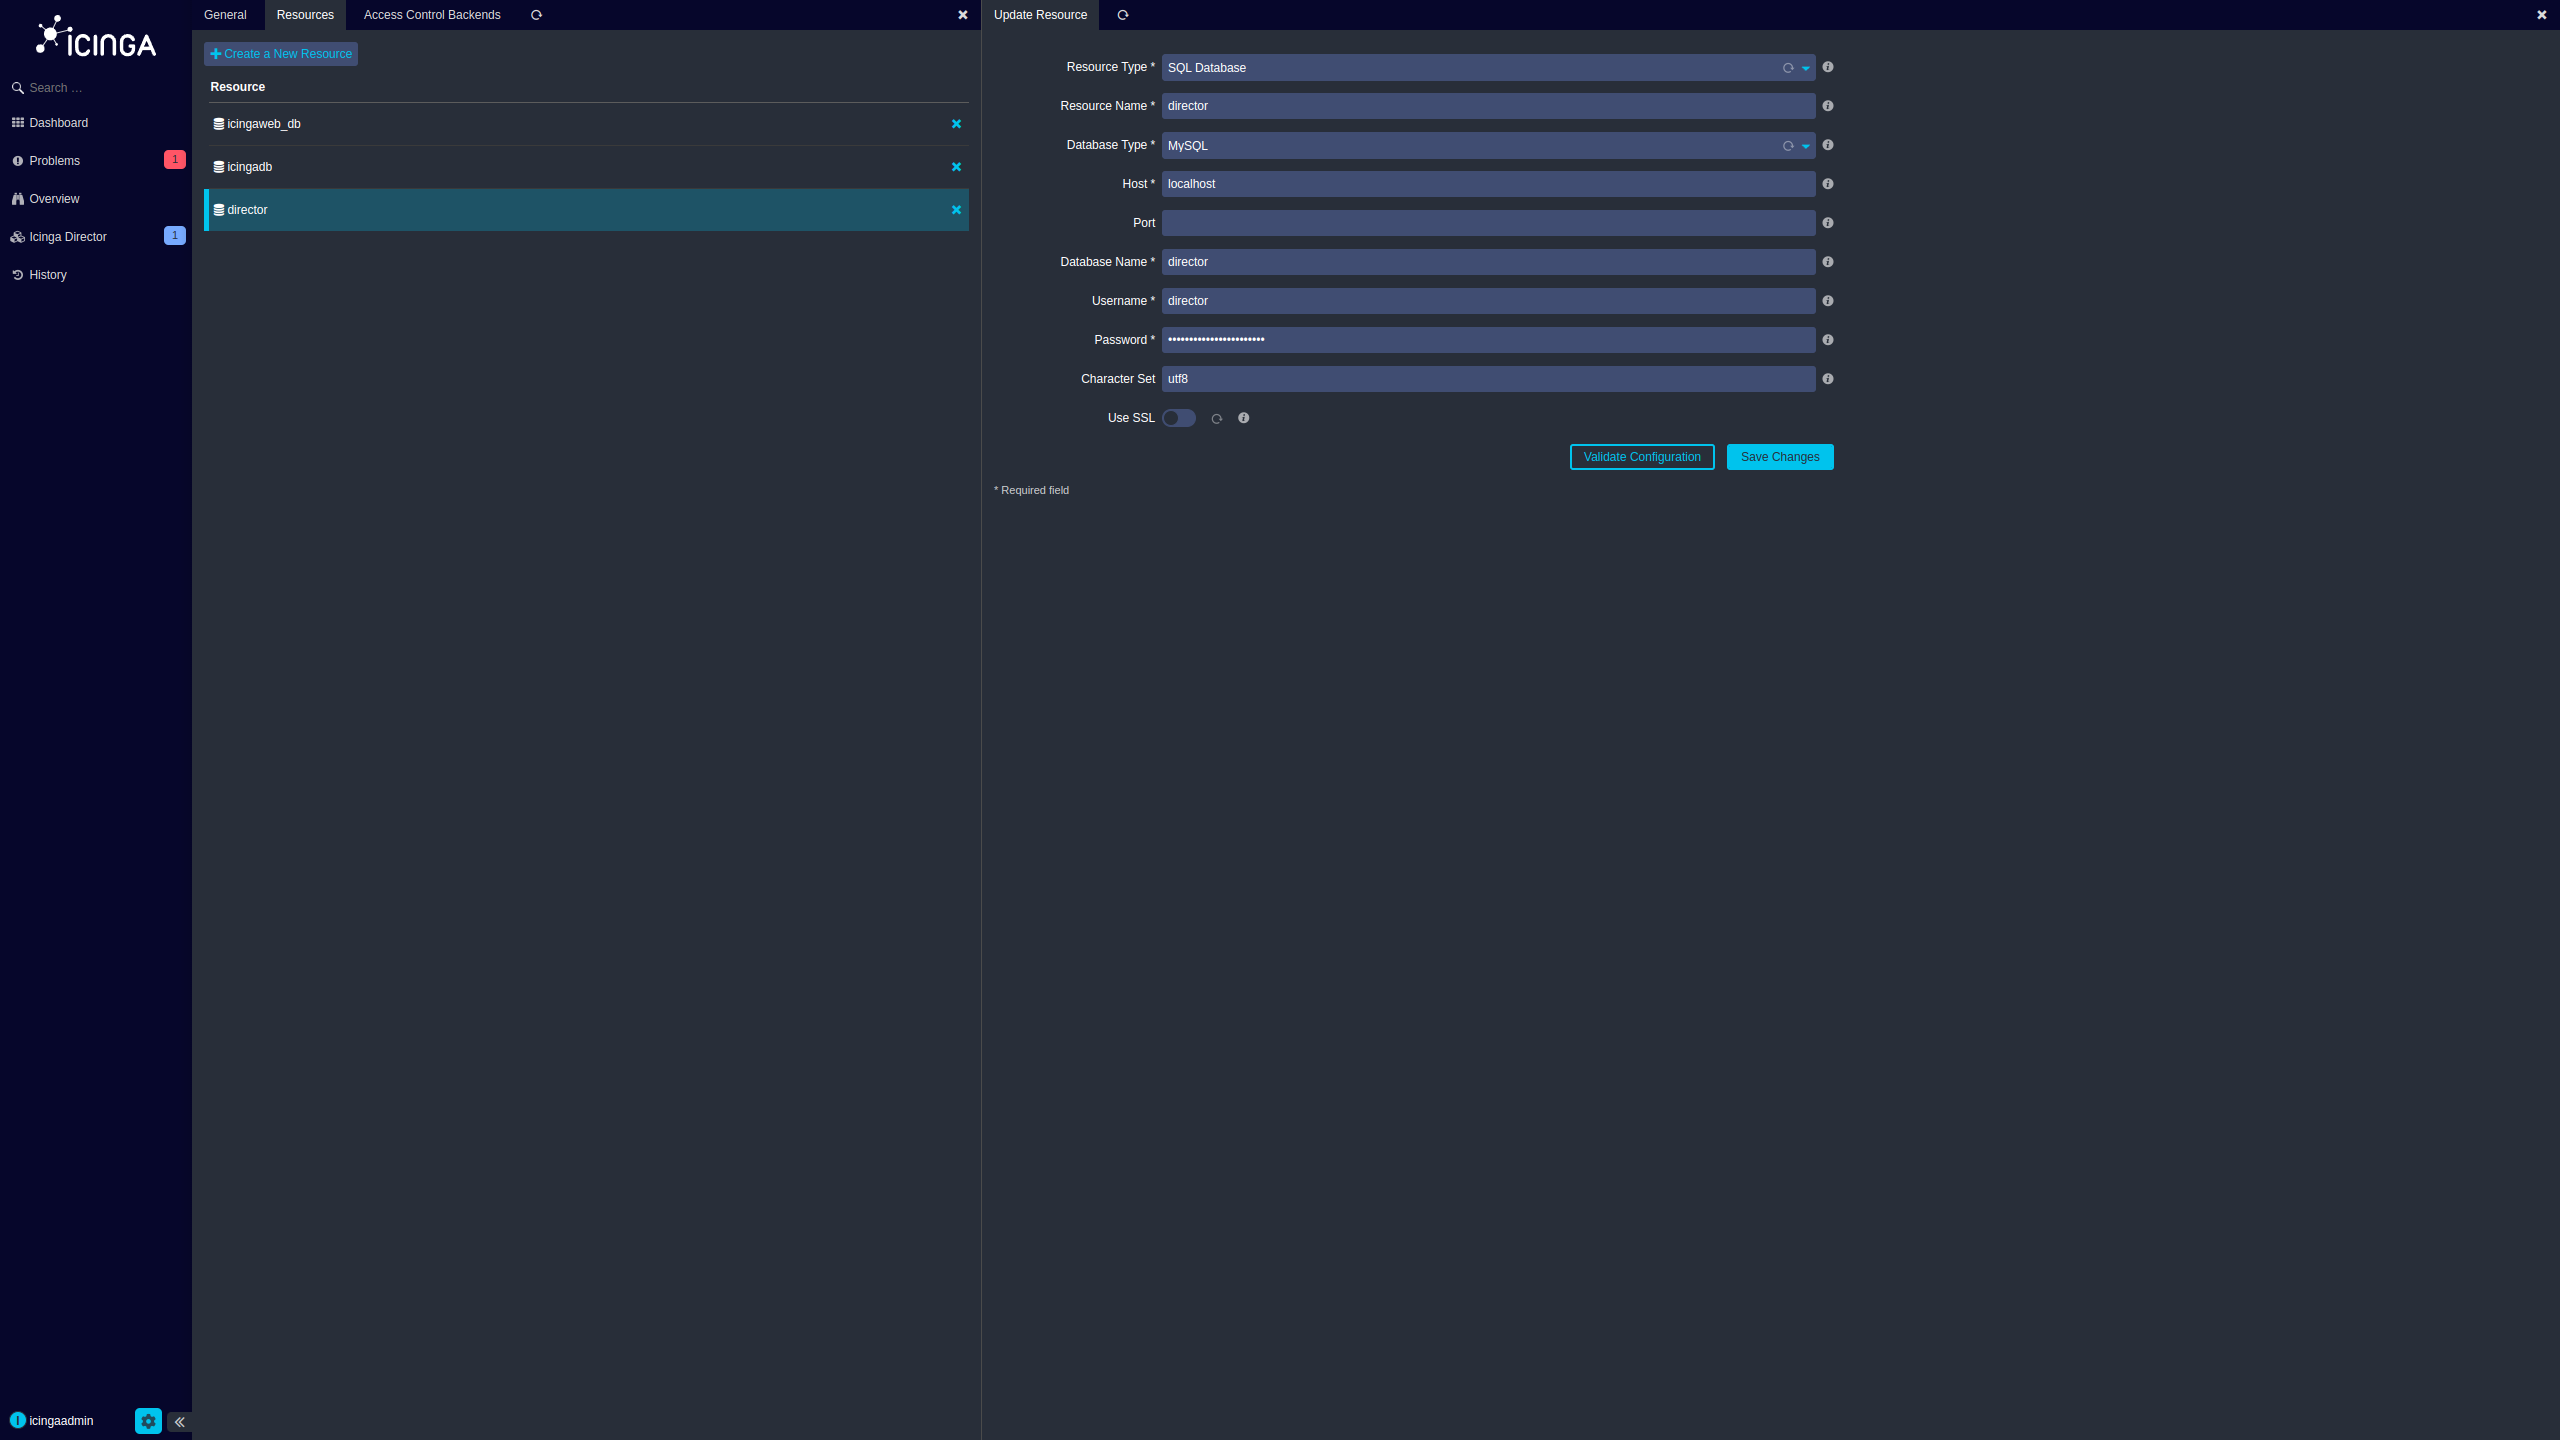 ICINGA
Search …
Dashboard
Problems 1
Overview
Icinga Director 1
History
icingaadmin
General Resources Access Control Backends
Create a New Resource
Resource
icingaweb_db
icingadb
director
Update Resource
Resource Type * SQL Database
Resource Name * director
Database Type * MySQL
Host * localhost
Port
Database Name * director
Username * director
Password * •••••••••••••••••••••••
Character Set utf8
Use SSL
Validate Configuration Save Changes
* Required field